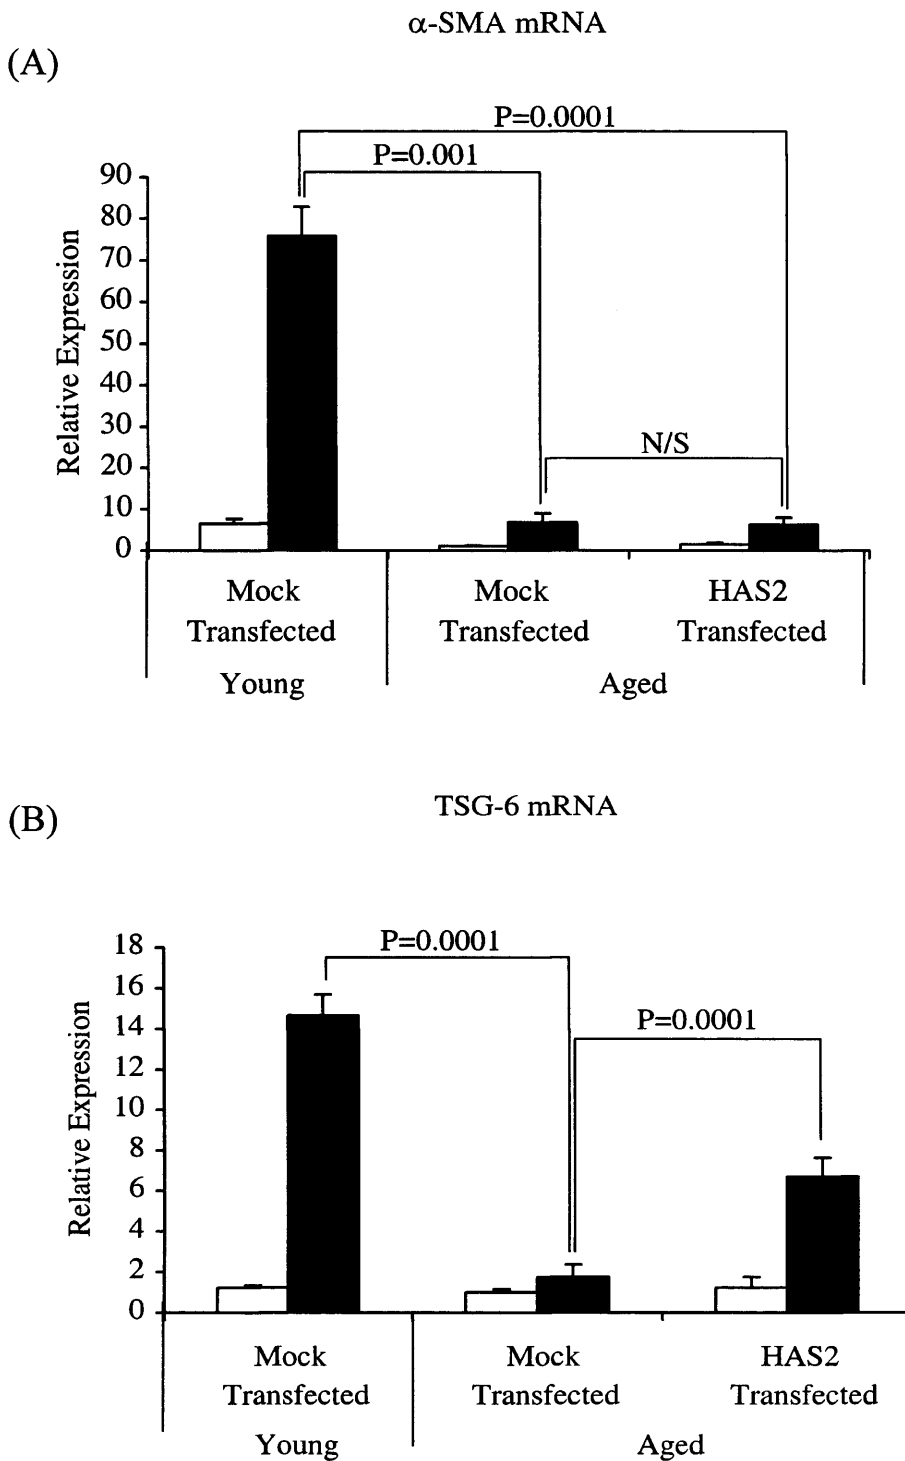 α-SMA mRNA
(A)
P=0.0001
P=0.001
90
80
70
60
50
40
30
20
10
0
Relative Expression
N/S
Mock Transfected
Mock Transfected
HAS2 Transfected
Young
Aged
TSG-6 mRNA
(B)
18
16
14
12
10
8
6
4
2
0
Relative Expression
P=0.0001
P=0.0001
Mock Transfected
Mock Transfected
HAS2 Transfected
Young
Aged